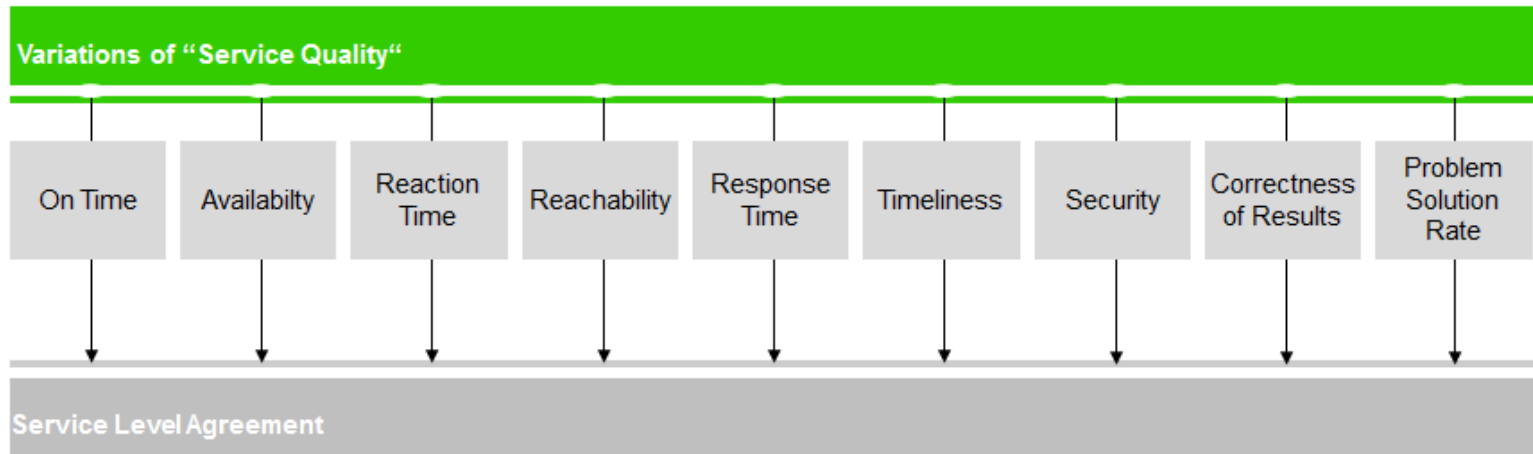 Variations of “Service Quality“
On Time
Availabilty
Reaction
Time
Reachability
Response
Time
Timeliness
Security
Correctness
of Results
Problem
Solution
Rate
Service Level Agreement